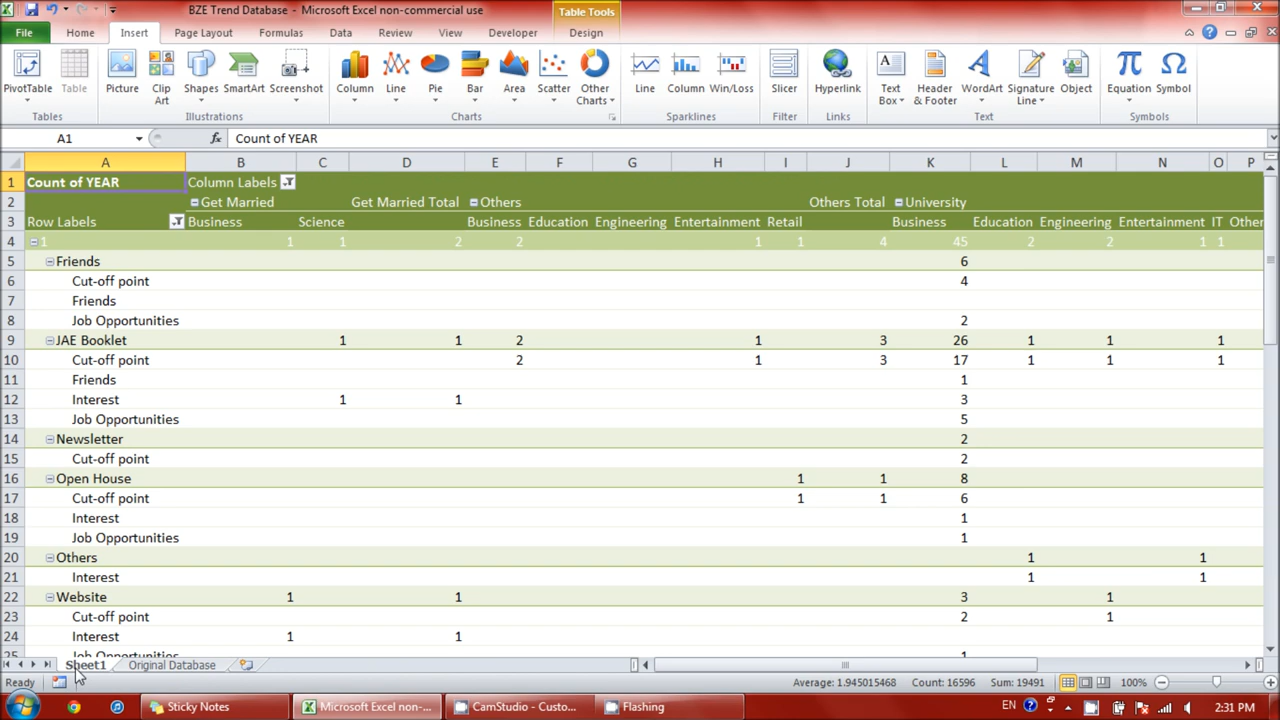 BZE Trend Database - Microsoft Excel non-commercial use
Table Tools
File Home Insert Page Layout Formulas Data Review View Developer Design
PivotTable Table Picture Clip Art Shapes SmartArt Screenshot Column Line Pie Bar Area Scatter Other Charts Line Column Win/Loss Slicer Hyperlink Text Box Header & Footer WordArt Signature Line Object Equation Symbol
Tables Illustrations Charts Sparklines Filter Links Text Symbols
A1 fx Count of YEAR
A B C D E F G H I J K L M N O P
1 Count of YEAR Column Labels
2 Get Married Get Married Total Others Others Total University
3 Row Labels Business Science Business Education Engineering Entertainment Retail Business Education Engineering Entertainment IT Other
4 1 1 1 2 2 1 1 4 45 2 2 1 1
5 Friends 6
6 Cut-off point 4
7 Friends
8 Job Opportunities 2
9 JAE Booklet 1 1 2 1 3 26 1 1 1
10 Cut-off point 2 1 3 17 1 1 1
11 Friends 1
12 Interest 1 1 3
13 Job Opportunities 5
14 Newsletter 2
15 Cut-off point 2
16 Open House 1 1 8
17 Cut-off point 1 1 6
18 Interest 1
19 Job Opportunities 1
20 Others 1 1
21 Interest 1 1
22 Website 1 1 3 1
23 Cut-off point 2 1
24 Interest 1 1
25 Job Opportunities 1
Sheet1 Original Database
Ready Average: 1.945015468 Count: 16596 Sum: 19491 100%
Sticky Notes Microsoft Excel non-... CamStudio - Custo... Flashing EN 2:31 PM